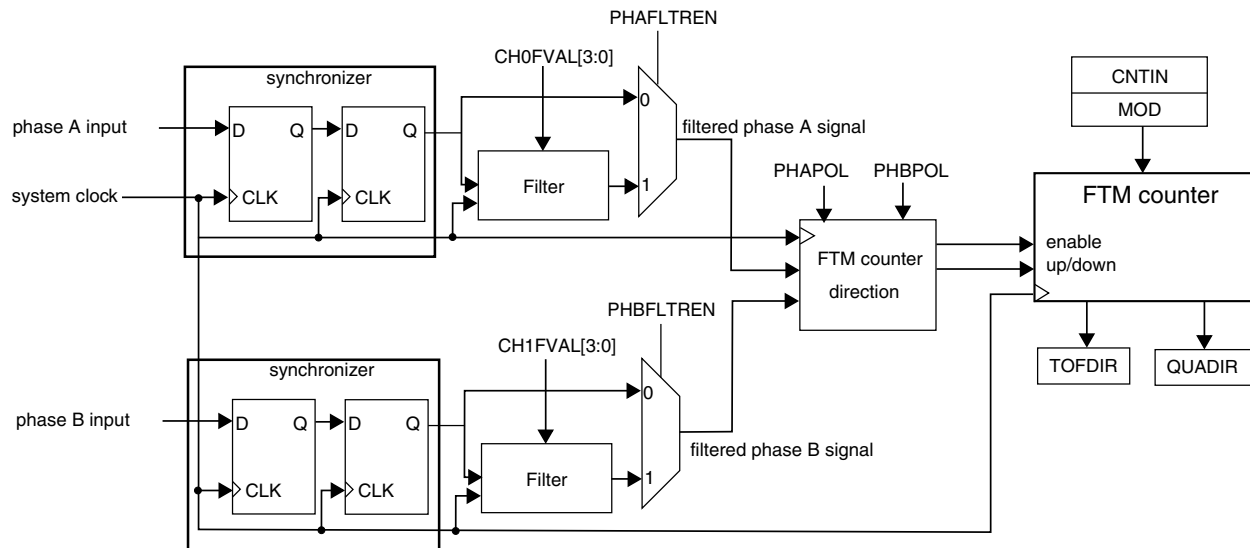 PHAFLTREN
CH0FVAL[3:0]
CNTIN
MOD
synchronizer
0
phase A input
D
Q
D
Q
filtered phase A signal
system clock
CLK
CLK
Filter
1
PHAPOL
PHBPOL
FTM counter
enable
up/down
FTM counter
direction
PHBFLTREN
CH1FVAL[3:0]
TOFDIR
QUADIR
synchronizer
0
phase B input
D
Q
D
Q
filtered phase B signal
CLK
CLK
Filter
1